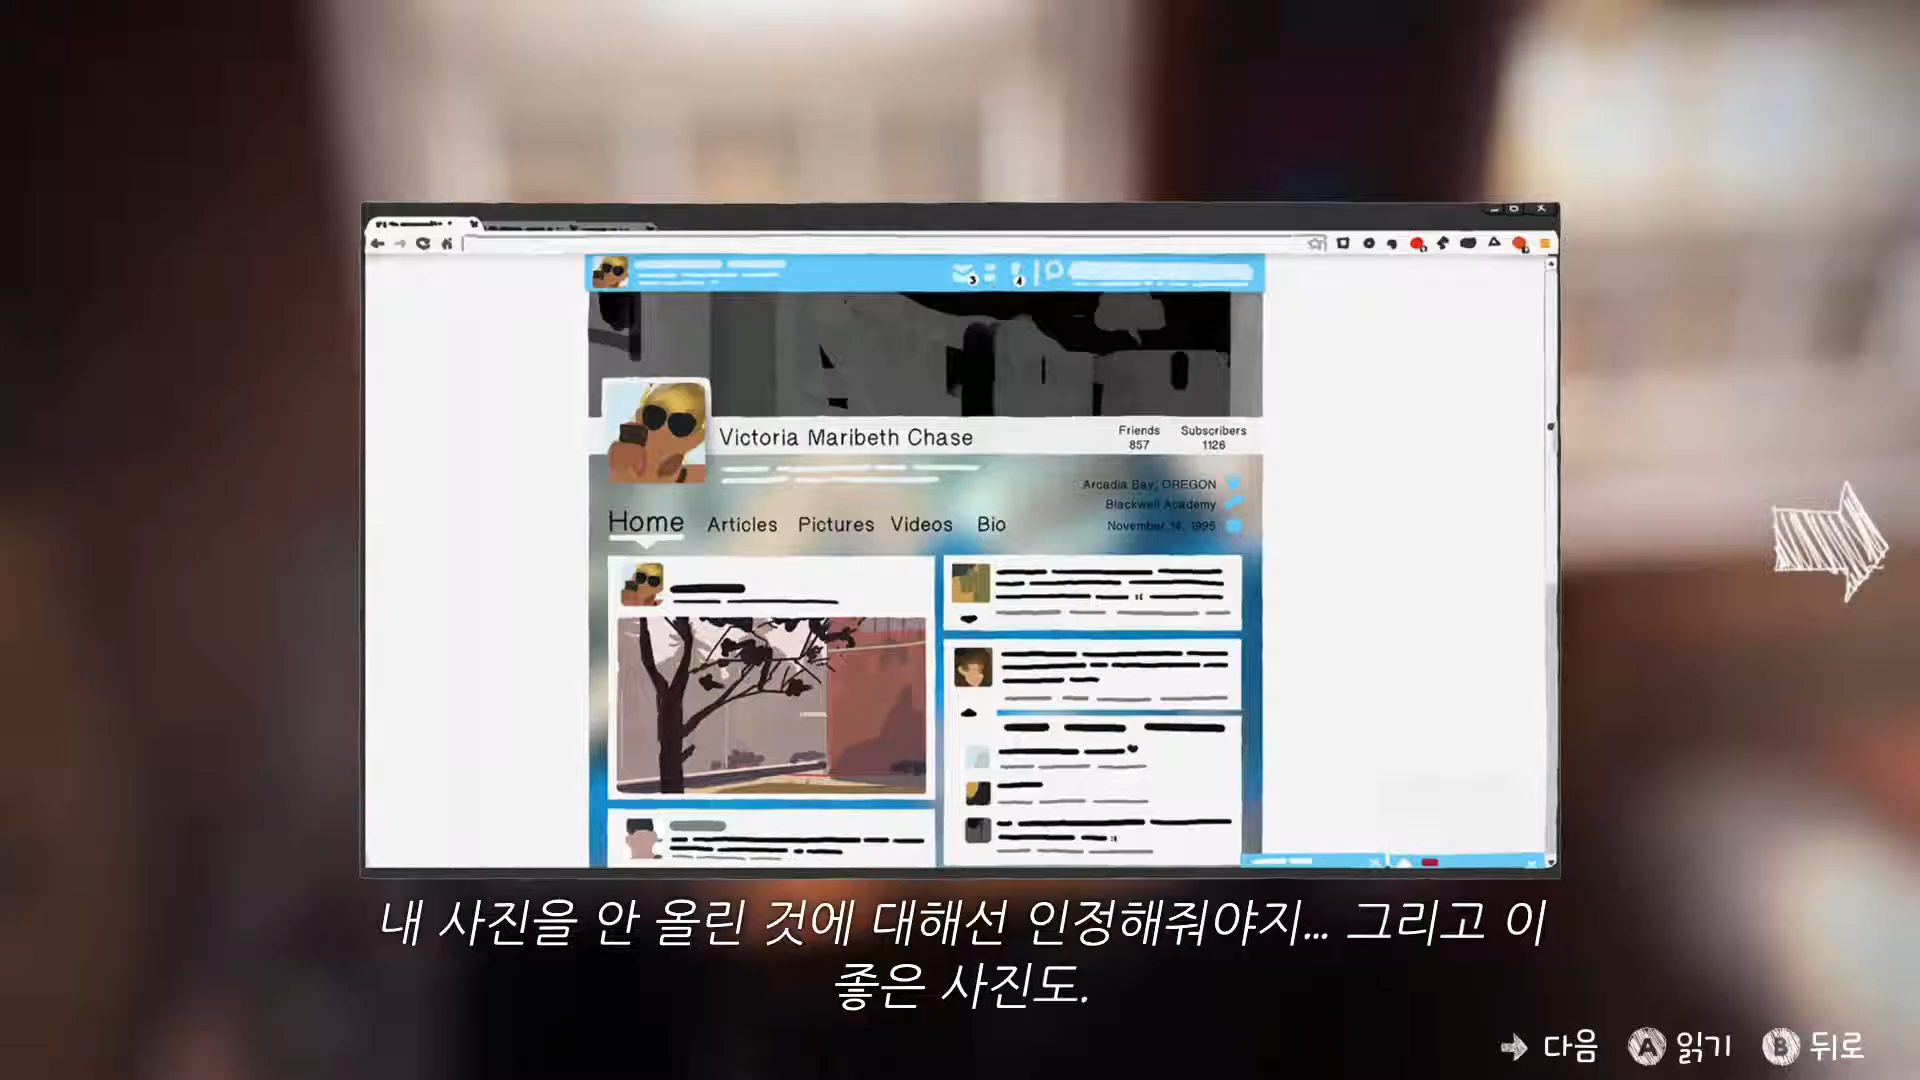 3
4
Victoria Maribeth Chase
Friends
857
Subscribers
1126
Arcadia Bay, OREGON
Blackwell Academy
November 14, 1995
Home Articles Pictures Videos Bio
내 사진을 안 올린 것에 대해선 인정해줘야지... 그리고 이
좋은 사진도.
다음 A 읽기 B 뒤로